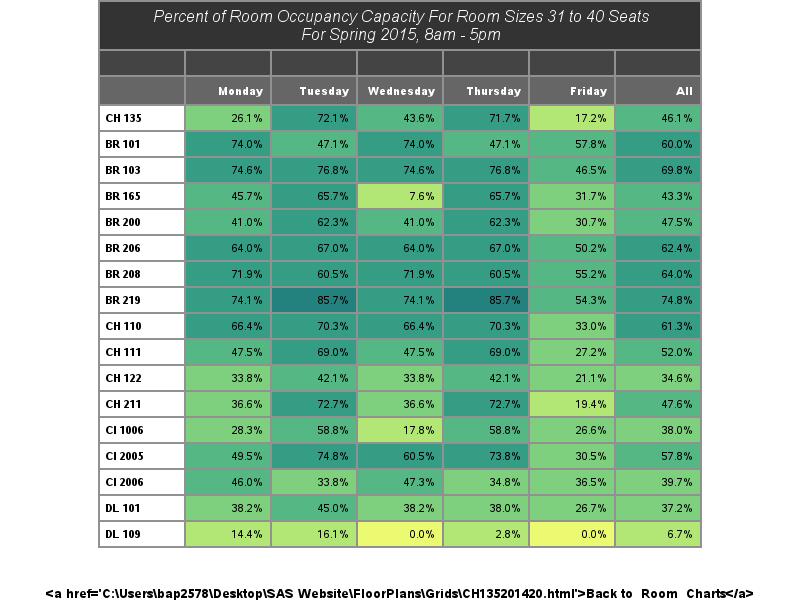 Percent of Room Occupancy Capacity For Room Sizes 31 to 40 Seats
For Spring 2015, 8am - 5pm
Monday Tuesday Wednesday Thursday Friday All
CH 135 26.1% 72.1% 43.6% 71.7% 17.2% 46.1%
BR 101 74.0% 47.1% 74.0% 47.1% 57.8% 60.0%
BR 103 74.6% 76.8% 74.6% 76.8% 46.5% 69.8%
BR 165 45.7% 65.7% 7.6% 65.7% 31.7% 43.3%
BR 200 41.0% 62.3% 41.0% 62.3% 30.7% 47.5%
BR 206 64.0% 67.0% 64.0% 67.0% 50.2% 62.4%
BR 208 71.9% 60.5% 71.9% 60.5% 55.2% 64.0%
BR 219 74.1% 85.7% 74.1% 85.7% 54.3% 74.8%
CH 110 66.4% 70.3% 66.4% 70.3% 33.0% 61.3%
CH 111 47.5% 69.0% 47.5% 69.0% 27.2% 52.0%
CH 122 33.8% 42.1% 33.8% 42.1% 21.1% 34.6%
CH 211 36.6% 72.7% 36.6% 72.7% 19.4% 47.6%
CI 1006 28.3% 58.8% 17.8% 58.8% 26.6% 38.0%
CI 2005 49.5% 74.8% 60.5% 73.8% 30.5% 57.8%
CI 2006 46.0% 33.8% 47.3% 34.8% 36.5% 39.7%
DL 101 38.2% 45.0% 38.2% 38.0% 26.7% 37.2%
DL 109 14.4% 16.1% 0.0% 2.8% 0.0% 6.7%
<a href='C:\Users\bap2578\Desktop\SAS Website\FloorPlans\Grids\CH135201420.html'>Back to Room Charts</a>